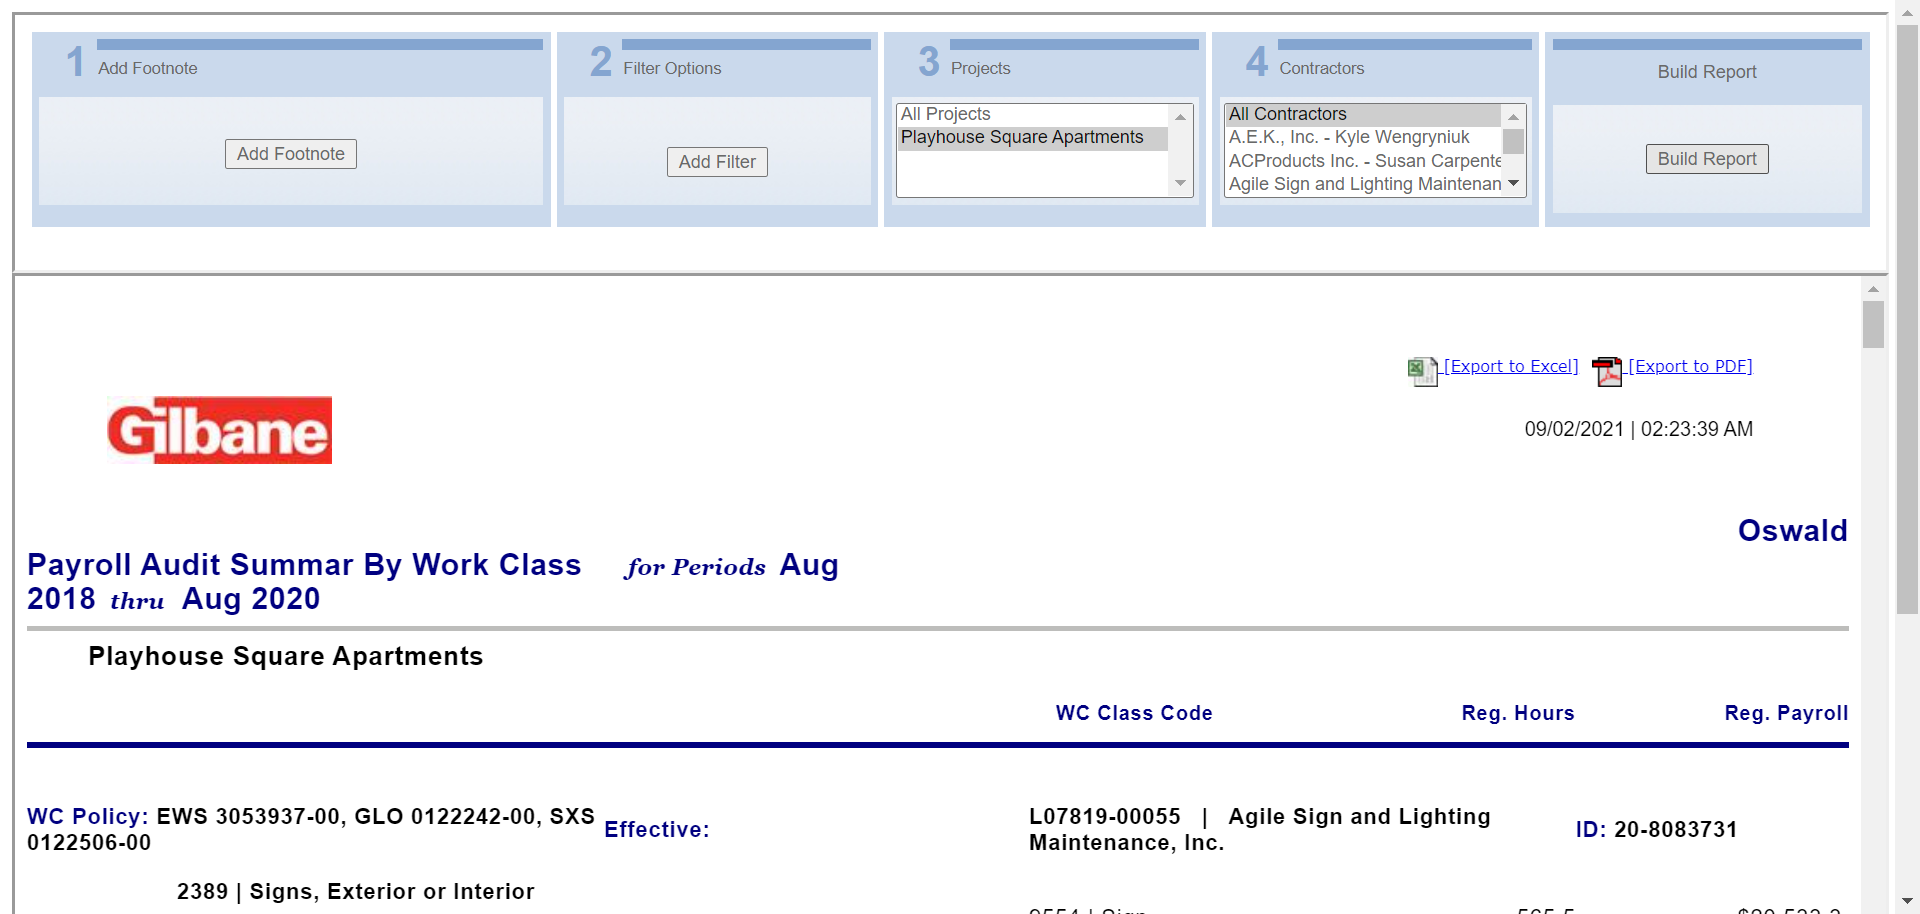 1 Add Footnote
Add Footnote
2 Filter Options
Add Filter
3 Projects
All Projects
Playhouse Square Apartments
4 Contractors
All Contractors
A.E.K., Inc. - Kyle Wengryniuk
ACProducts Inc. - Susan Carpente
Agile Sign and Lighting Maintenan
Build Report
Build Report
[Export to Excel] [Export to PDF]
Gilbane
09/02/2021 | 02:23:39 AM
Oswald
Payroll Audit Summar By Work Class for Periods Aug
2018 thru Aug 2020
Playhouse Square Apartments
WC Class Code Reg. Hours Reg. Payroll
WC Policy: EWS 3053937-00, GLO 0122242-00, SXS
0122506-00
Effective:
L07819-00055 | Agile Sign and Lighting
Maintenance, Inc.
ID: 20-8083731
2389 | Signs, Exterior or Interior